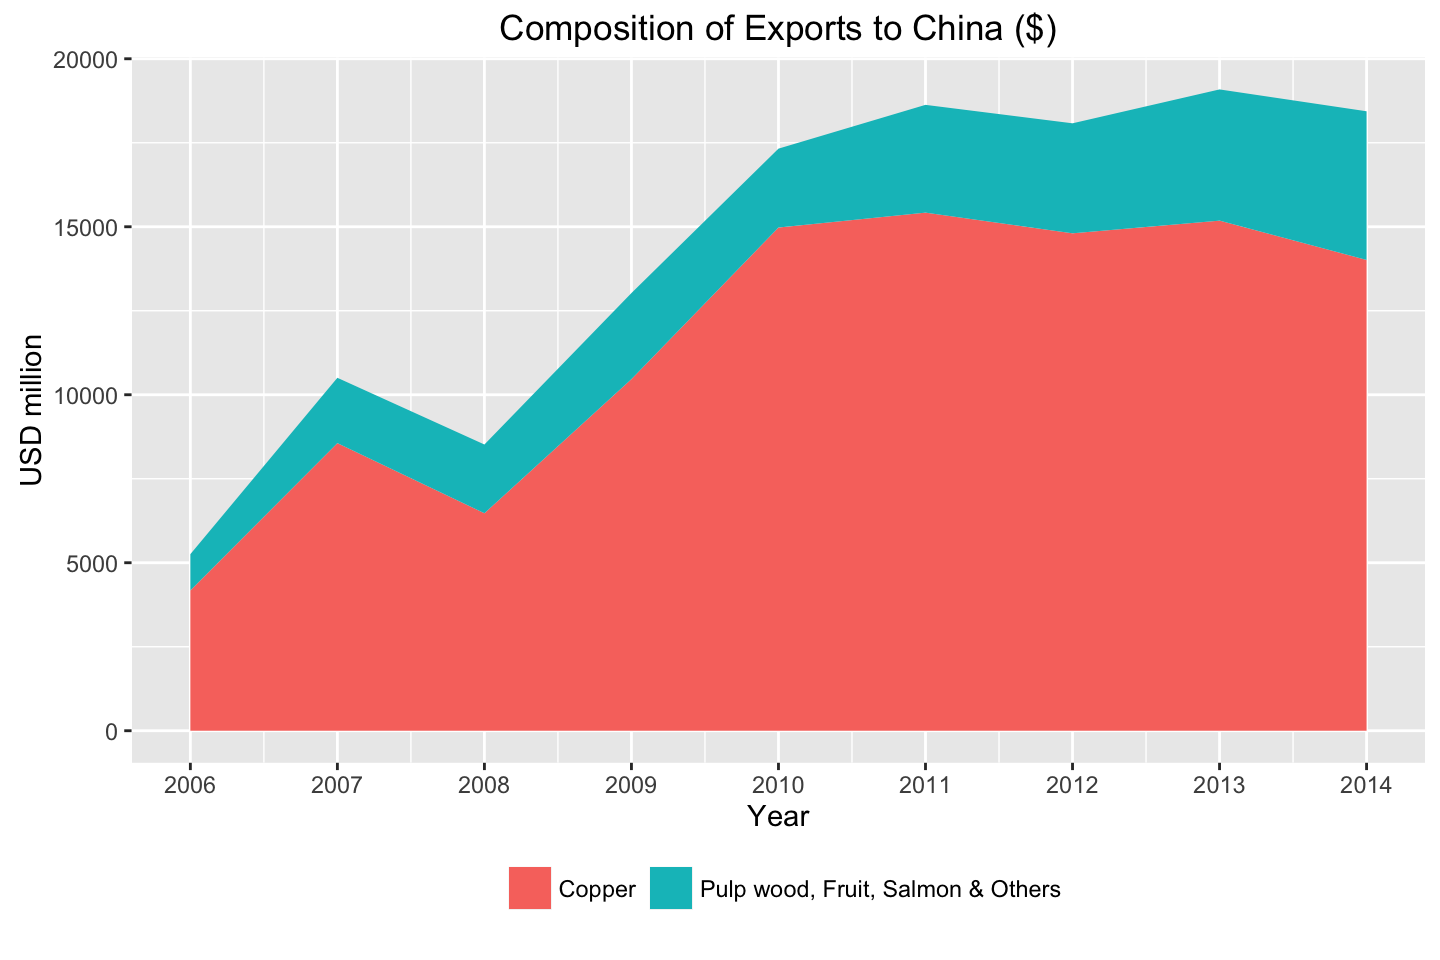 Composition of Exports to China ($)
20000
15000
10000
5000
0
USD million
2006 2007 2008 2009 2010 2011 2012 2013 2014
Year
Copper Pulp wood, Fruit, Salmon & Others